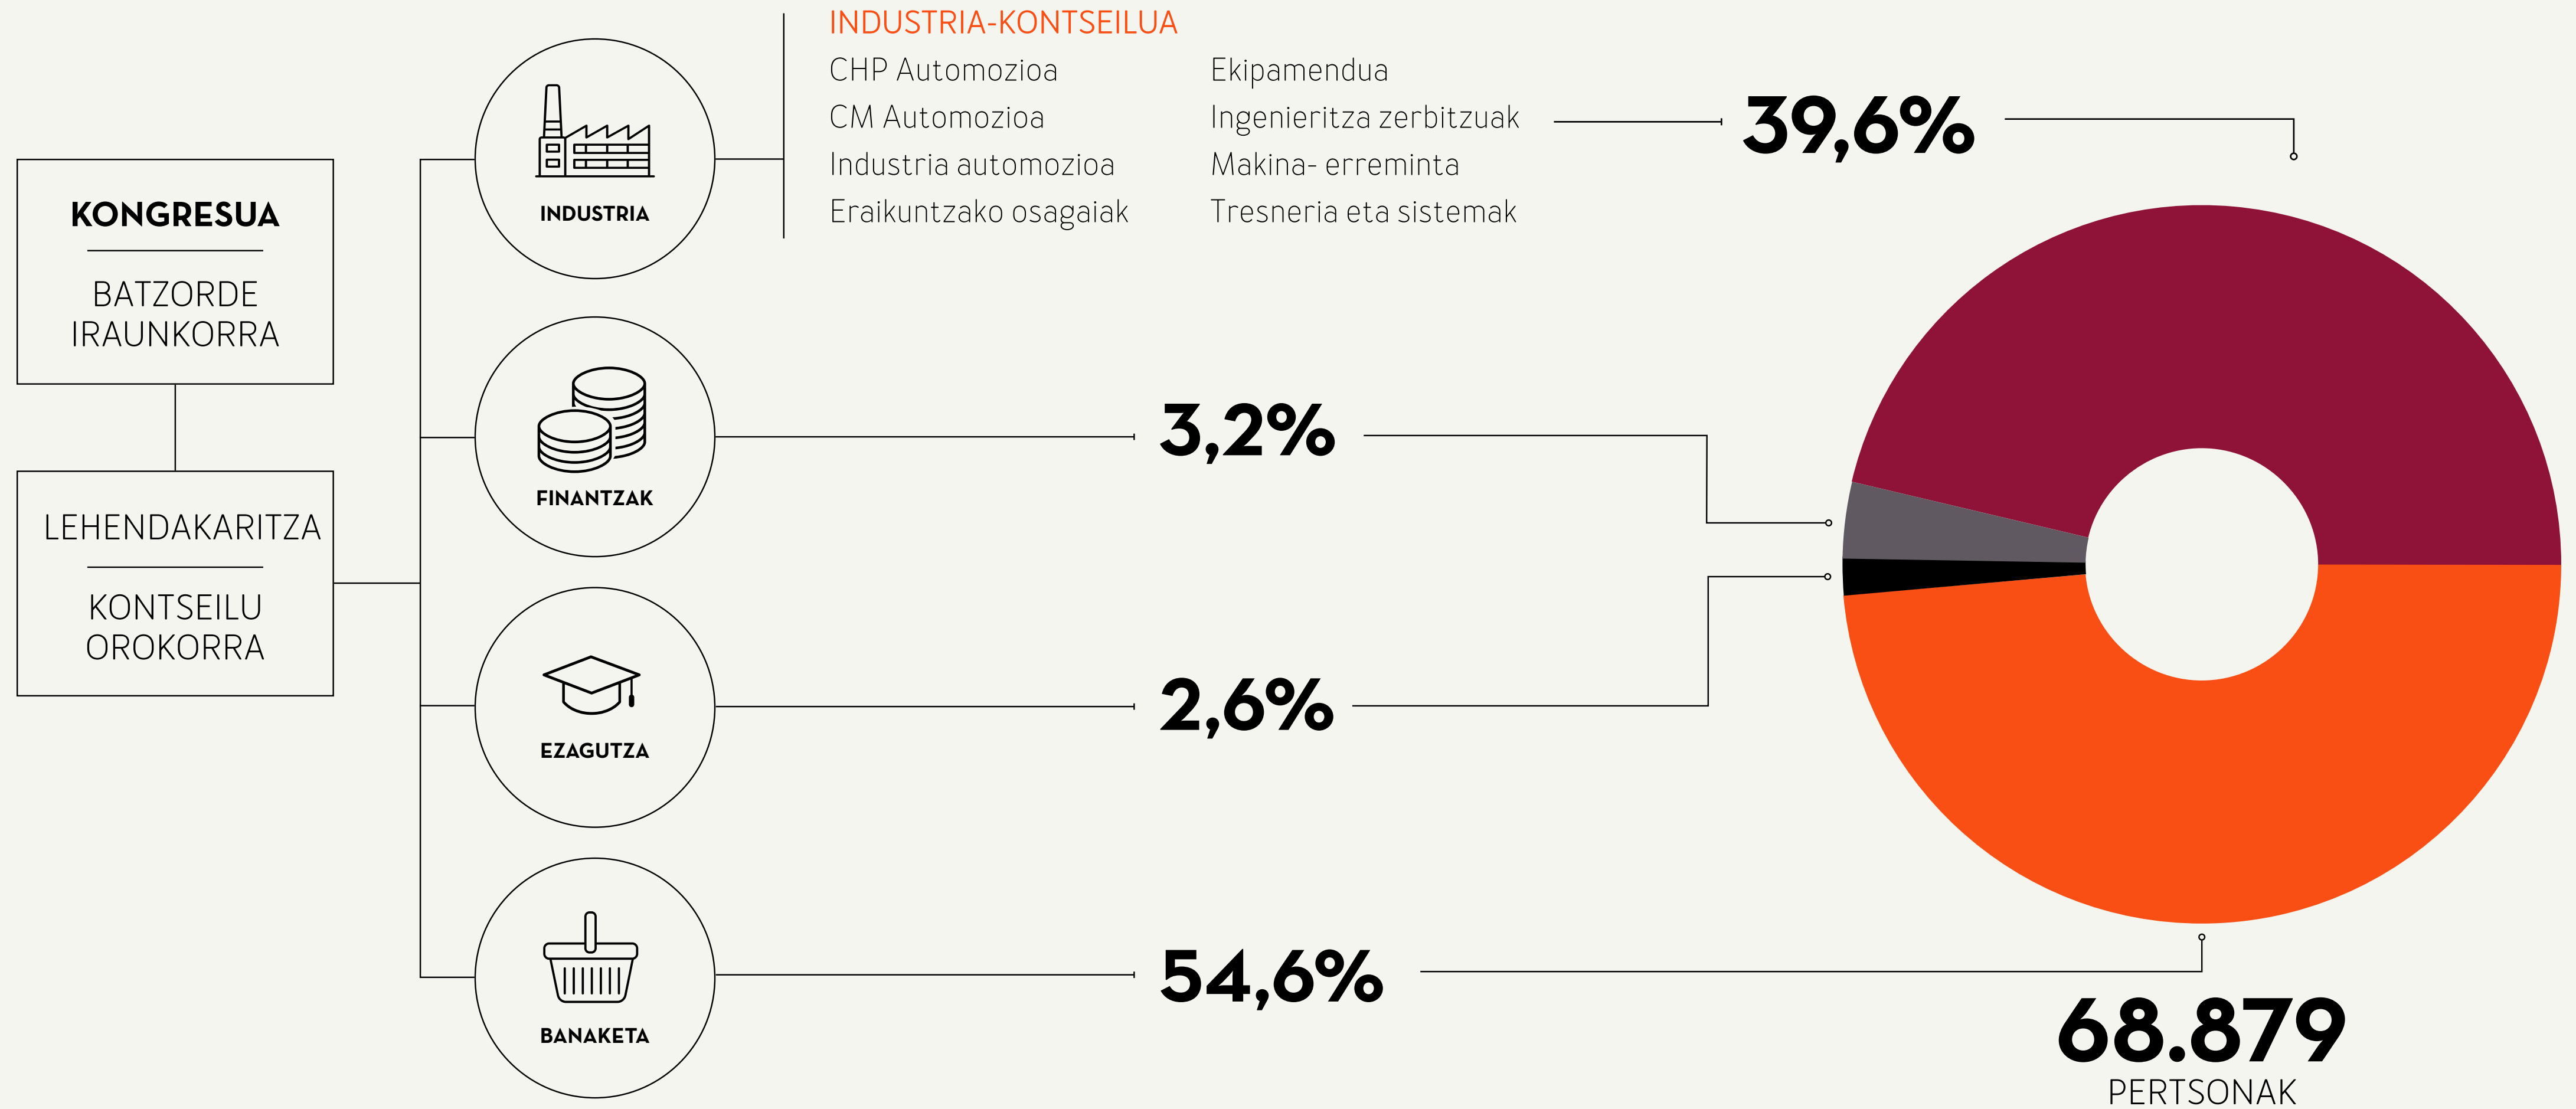 KONGRESUA
BATZORDE
IRAUNKORRA
LEHENDAKARITZA
KONTSEILU
OROKORRA
INDUSTRIA
FINANTZAK
EZAGUTZA
BANAKETA
INDUSTRIA-KONTSEILUA
CHP Automozioa
CM Automozioa
Industria automozioa
Eraikuntzako osagaiak
Ekipamendua
Ingenieritza zerbitzuak
Makina- erreminta
Tresneria eta sistemak
39,6%
3,2%
2,6%
54,6%
68.879
PERTSONAK